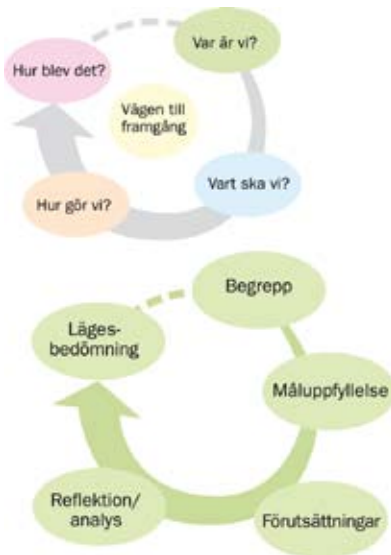 Var är vi?
Hur blev det?
Vägen till
framgång
Vart ska vi?
Hur gör vi?
Begrepp
Läges-
bedömning
Måluppfyllelse
Reflektion/
analys
Förutsättningar